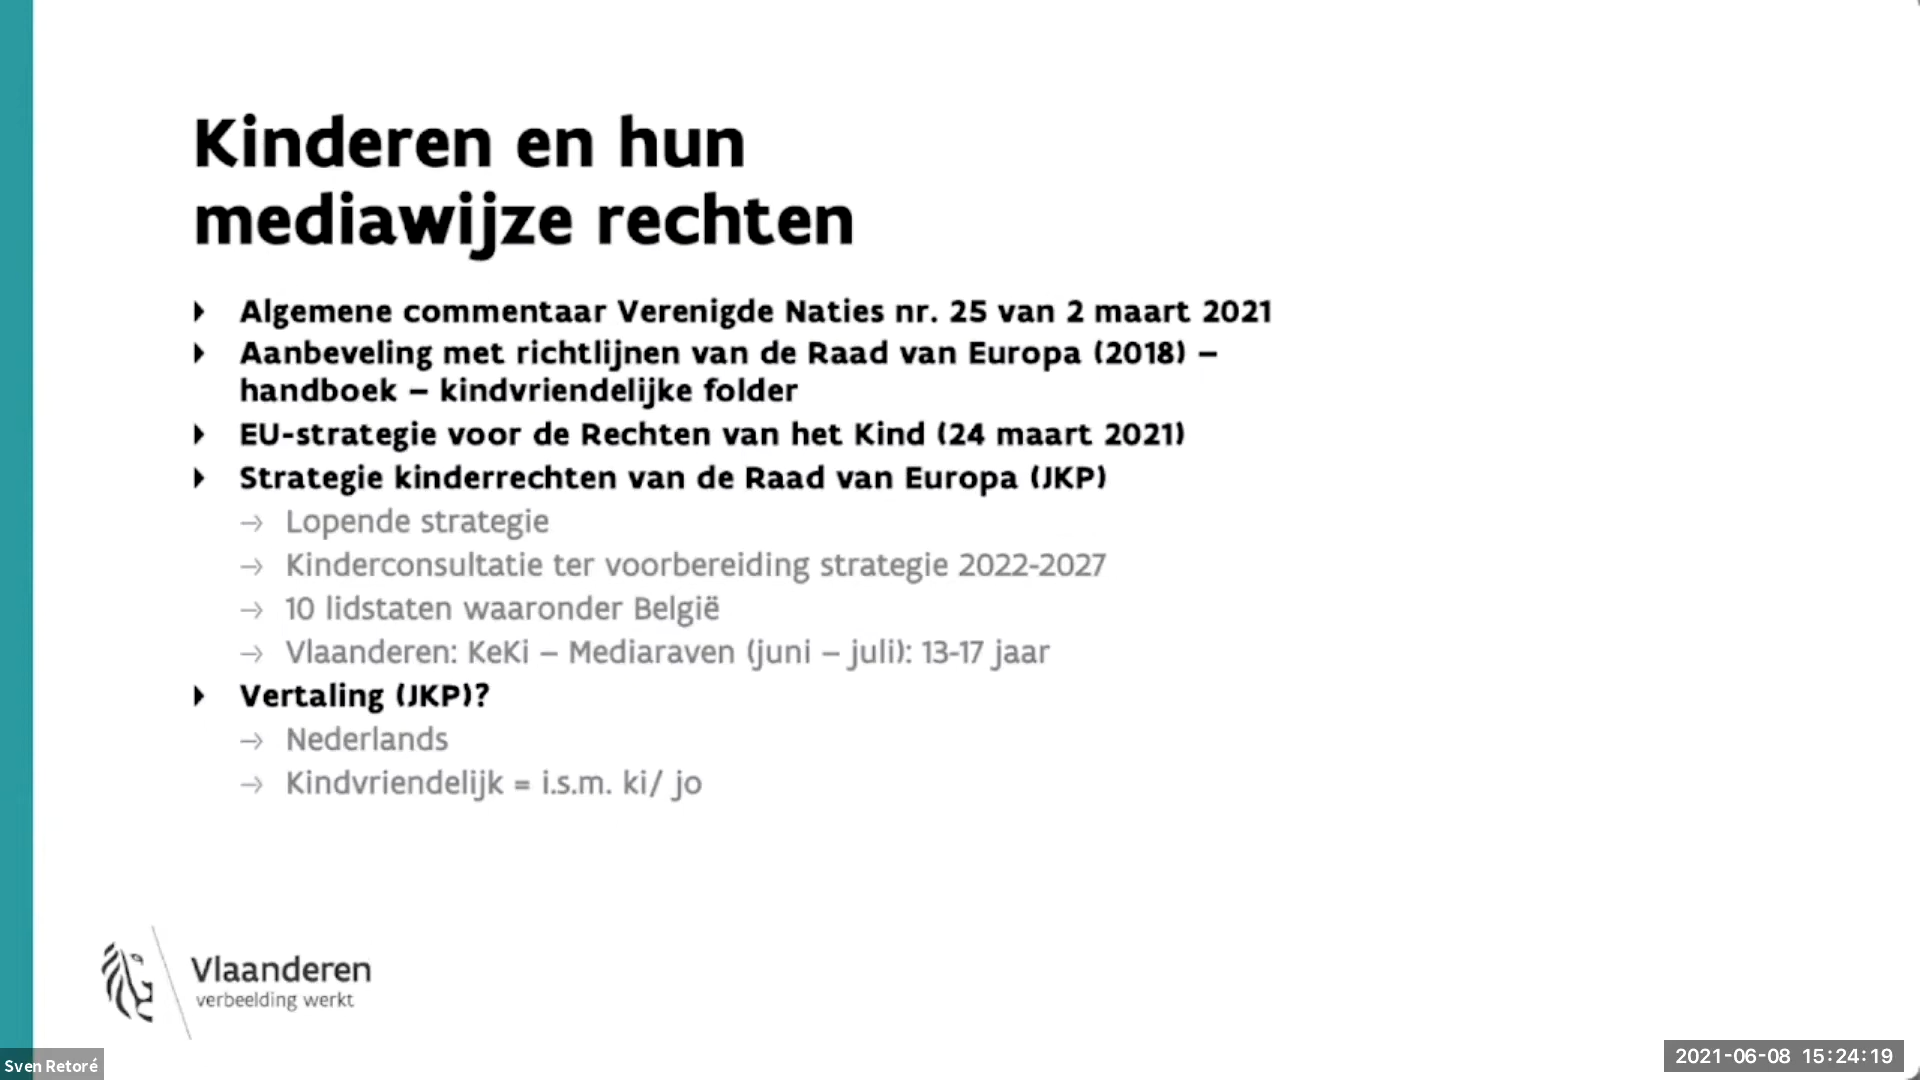 Kinderen en hun
mediawijze rechten
Algemene commentaar Verenigde Naties nr. 25 van 2 maart 2021
Aanbeveling met richtlijnen van de Raad van Europa (2018) –
handboek – kindvriendelijke folder
EU-strategie voor de Rechten van het Kind (24 maart 2021)
Strategie kinderrechten van de Raad van Europa (JKP)
→ Lopende strategie
→ Kinderconsultatie ter voorbereiding strategie 2022-2027
→ 10 lidstaten waaronder België
→ Vlaanderen: KeKi – Mediaraven (juni – juli): 13-17 jaar
Vertaling (JKP)?
→ Nederlands
→ Kindvriendelijk = i.s.m. ki/ jo
Vlaanderen
verbeelding werkt
Sven Retoré
2021-06-08 15:24:19